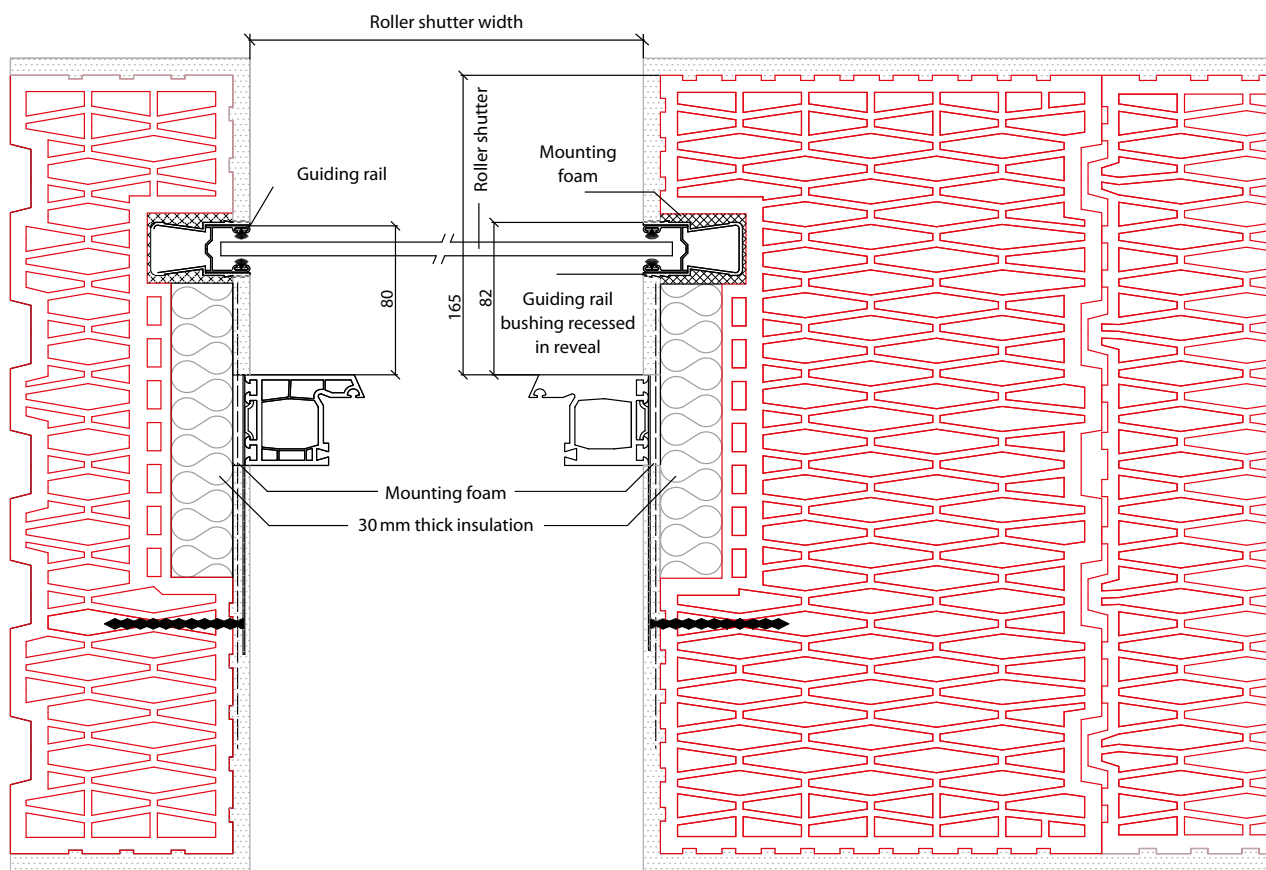 Roller shutter width
Roller shutter
Mounting
foam
Guiding rail
80
165
82
Guiding rail
bushing recessed
in reveal
Mounting foam
30 mm thick insulation